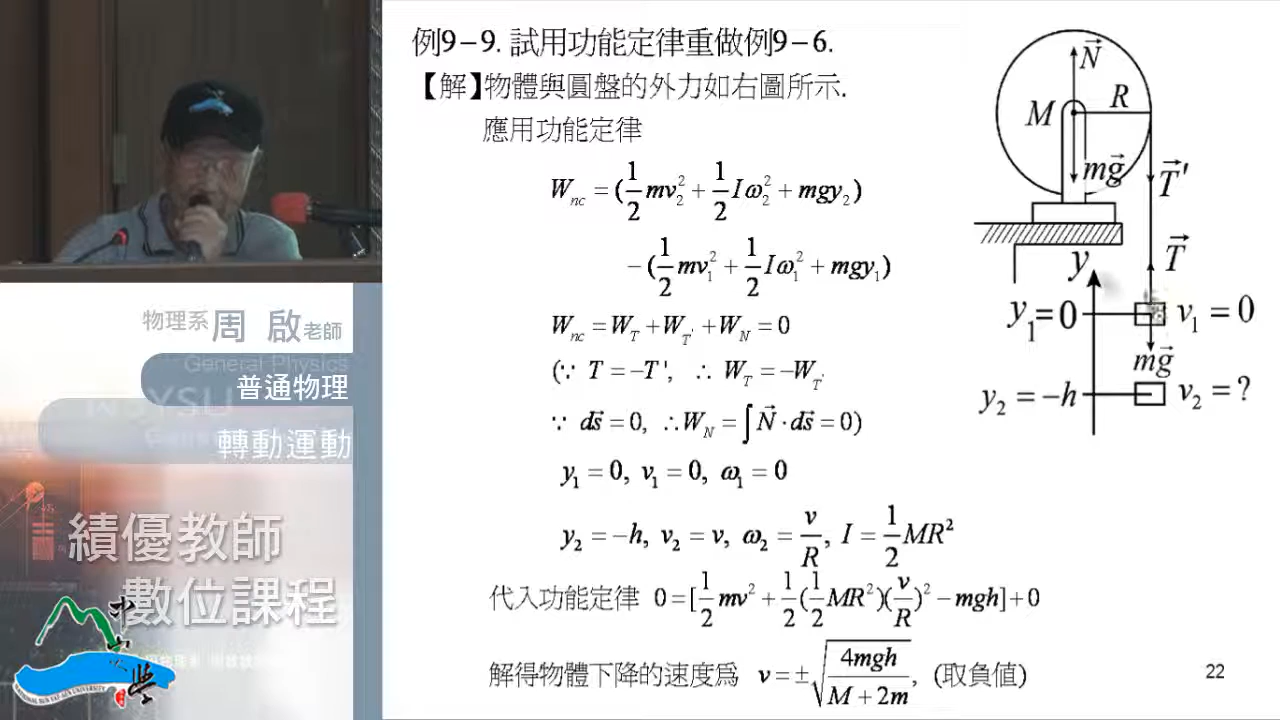 例9-9. 試用功能定律重做例9-6.
【解】物體與圓盤的外力如右圖所示.
應用功能定律
W_nc = (1/2 mv₂² + 1/2 Iω₂² + mgy₂)
- (1/2 mv₁² + 1/2 Iω₁² + mgy₁)
W_nc = W_T + W_T' + W_N = 0
(∵ T = -T', ∴ W_T = -W_T'
∵ ds⃗ = 0, ∴ W_N = ∫ N⃗ · ds⃗ = 0)
y₁ = 0, v₁ = 0, ω₁ = 0
y₂ = -h, v₂ = v, ω₂ = v/R, I = 1/2 MR²
代入功能定律 0 = [1/2 mv² + 1/2 (1/2 MR²)(v/R)² - mgh] + 0
解得物體下降的速度為 v = ±√(4mgh/(M + 2m)), (取負值)
22
N⃗
M
R
mg⃗
T⃗'
T⃗
y
y₁=0
v₁ = 0
mg⃗
y₂ = -h
v₂ = ?
物理系 周 啟 老師
General Physics
普通物理
轉動運動
績優教師
數位課程